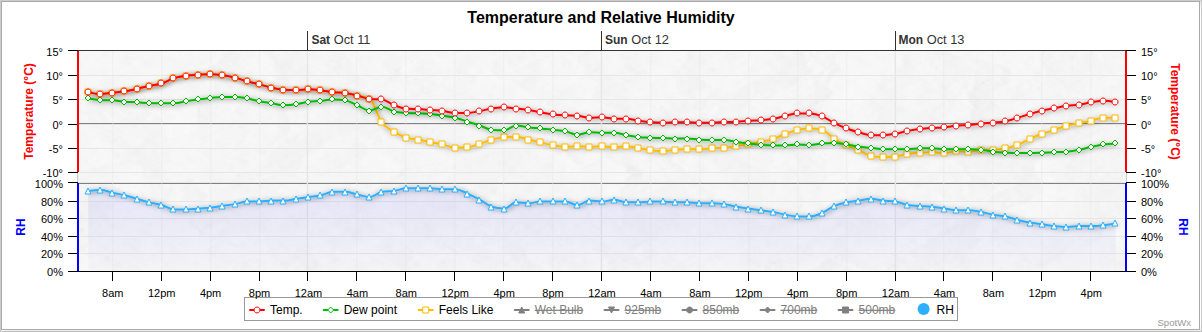 Temperature and Relative Humidity
Sat Oct 11 Sun Oct 12 Mon Oct 13
15° 15°
10° 10°
5° 5°
0° 0°
-5° -5°
-10° -10°
Temperature (°C) Temperature (°C)
100% 100%
80% 80%
60% 60%
40% 40%
20% 20%
0% 0%
RH RH
8am 12pm 4pm 8pm 12am 4am 8am 12pm 4pm 8pm 12am 4am 8am 12pm 4pm 8pm 12am 4am 8am 12pm 4pm
Temp. Dew point Feels Like Wet Bulb 925mb 850mb 700mb 500mb RH
SpotWx